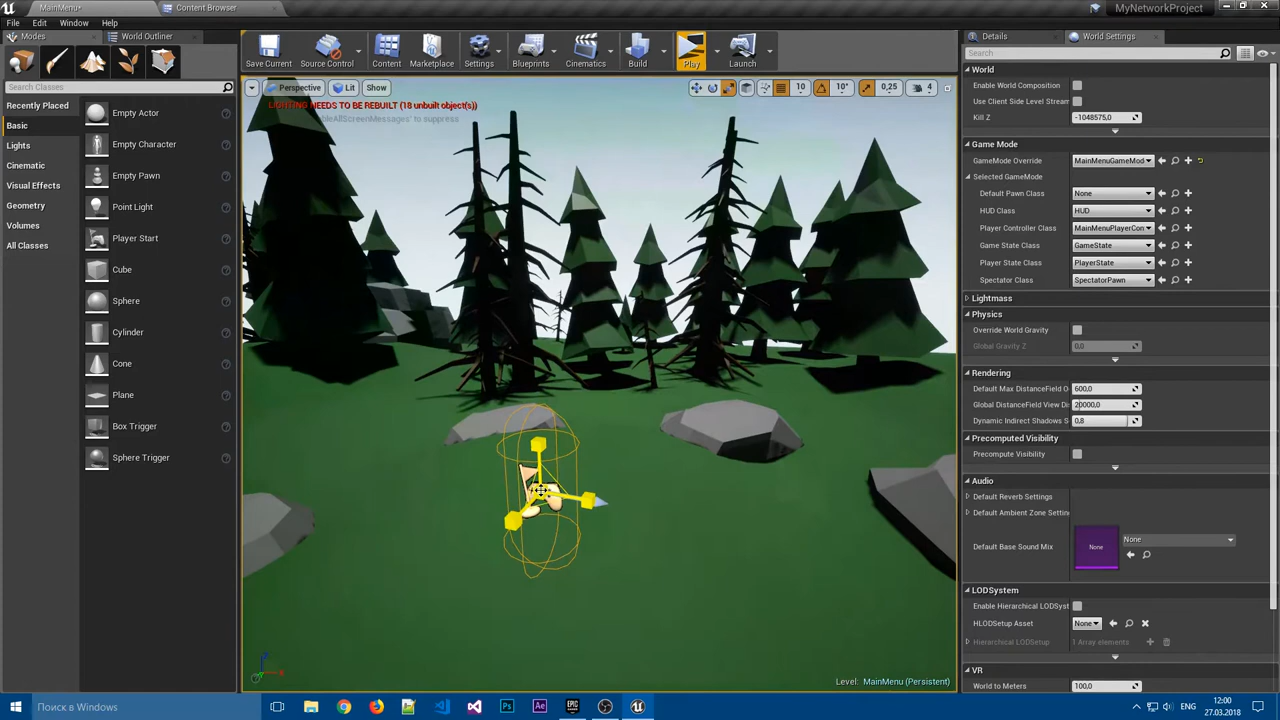 MainMenu*
Content Browser
MyNetworkProject
File Edit Window Help
Modes
World Outliner
Search Classes
Recently Placed
Basic
Lights
Cinematic
Visual Effects
Geometry
Volumes
All Classes
Empty Actor
Empty Character
Empty Pawn
Point Light
Player Start
Cube
Sphere
Cylinder
Cone
Plane
Box Trigger
Sphere Trigger
Save Current
Source Control
Content
Marketplace
Settings
Blueprints
Cinematics
Build
Play
Launch
Perspective
Lit
Show
10
10°
0,25
4
LIGHTING NEEDS TO BE REBUILT (18 unbuilt object(s))
bleAllScreenMessages' to suppress
Level: MainMenu (Persistent)
Details
World Settings
Search
World
Enable World Composition
Use Client Side Level Stream
Kill Z -1048575,0
Game Mode
GameMode Override MainMenuGameMod
Selected GameMode
Default Pawn Class None
HUD Class HUD
Player Controller Class MainMenuPlayerCon
Game State Class GameState
Player State Class PlayerState
Spectator Class SpectatorPawn
Lightmass
Physics
Override World Gravity
Global Gravity Z 0,0
Rendering
Default Max DistanceField O 600,0
Global DistanceField View Di 20000,0
Dynamic Indirect Shadows S 0,8
Precomputed Visibility
Precompute Visibility
Audio
Default Reverb Settings
Default Ambient Zone Settin
Default Base Sound Mix None None
LODSystem
Enable Hierarchical LODSyst
HLODSetup Asset None
Hierarchical LODSetup 1 Array elements
VR
World to Meters 100,0
Поиск в Windows
12:00
27.03.2018